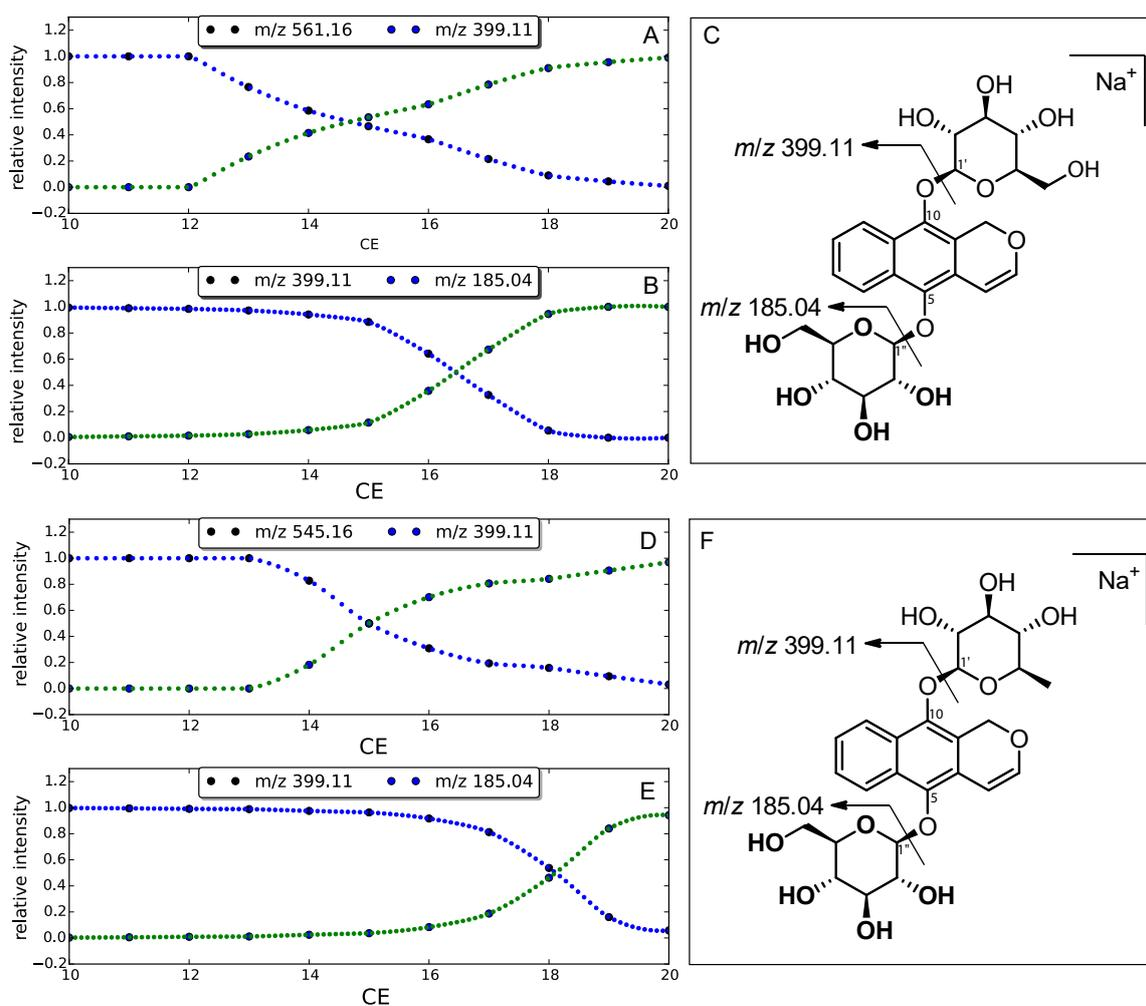 m/z 561.16 m/z 399.11
A
relative intensity
1.2
1.0
0.8
0.6
0.4
0.2
0.0
−0.2
10 12 14 16 18 20
CE
m/z 399.11 m/z 185.04
B
relative intensity
1.2
1.0
0.8
0.6
0.4
0.2
0.0
−0.2
10 12 14 16 18 20
CE
C
Na+
OH
HO OH
m/z 399.11
1'
OH
O O
10
O
m/z 185.04
5
O O
HO
1"
HO OH
OH
m/z 545.16 m/z 399.11
D
relative intensity
1.2
1.0
0.8
0.6
0.4
0.2
0.0
−0.2
10 12 14 16 18 20
CE
m/z 399.11 m/z 185.04
E
relative intensity
1.2
1.0
0.8
0.6
0.4
0.2
0.0
−0.2
10 12 14 16 18 20
CE
F
Na+
OH
HO OH
m/z 399.11
1'
O O
10
O
m/z 185.04
5
O O
HO
1"
HO OH
OH